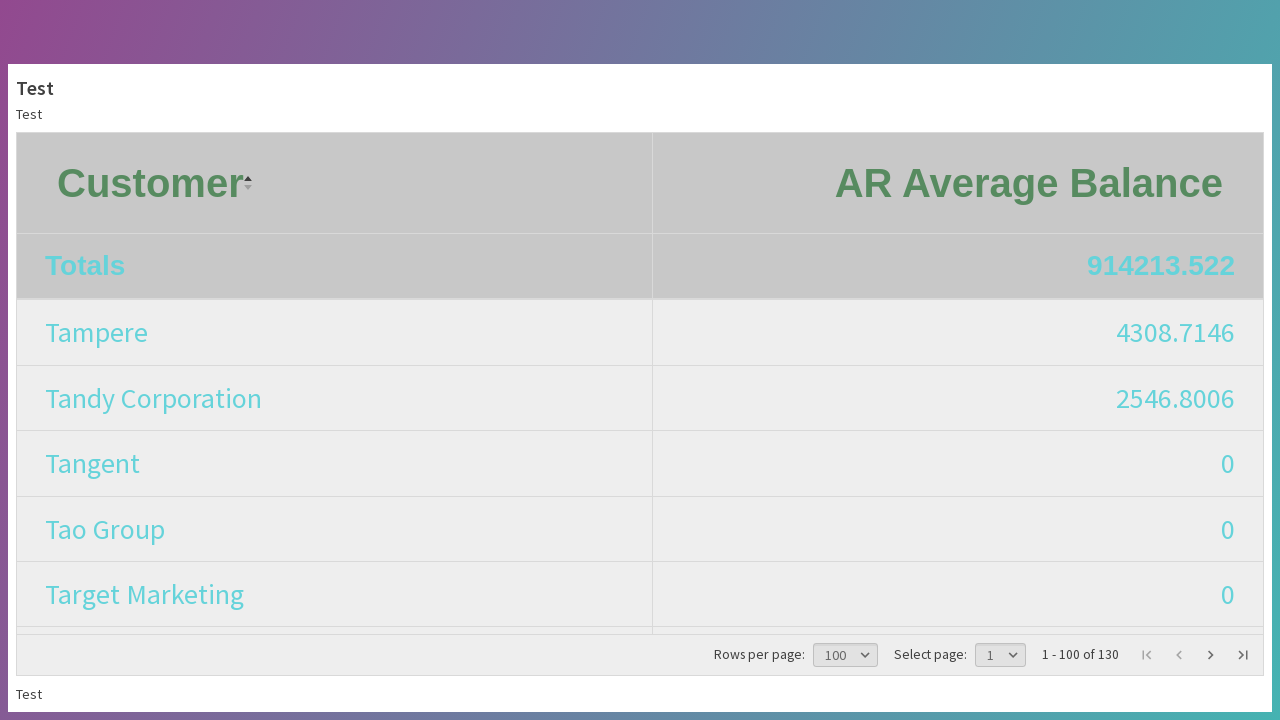 Test
Test
Customer AR Average Balance
Totals 914213.522
Tampere 4308.7146
Tandy Corporation 2546.8006
Tangent 0
Tao Group 0
Target Marketing 0
Rows per page: 100 Select page: 1 1 - 100 of 130
Test